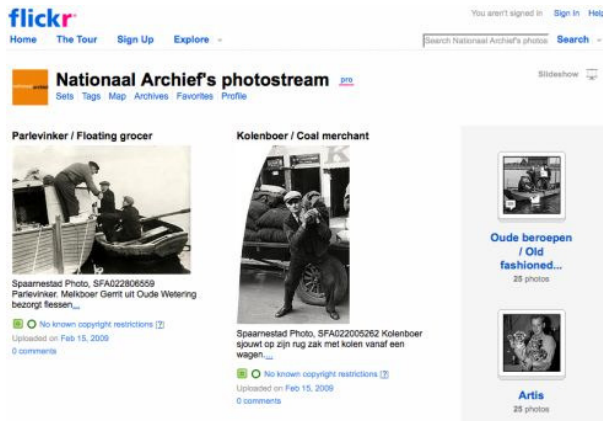 flickr
You aren't signed in Sign In Help
Home The Tour Sign Up Explore
Search Nationaal Archief's photos Search
Nationaal Archief's photostream pro
Slideshow
Sets Tags Map Archives Favorites Profile
Parlevinker / Floating grocer
Spaarnestad Photo, SFA022806559
Parlevinker. Melkboer Gerrit uit Oude Wetering
bezorgt flessen...
No known copyright restrictions [?]
Uploaded on Feb 15, 2009
0 comments
Kolenboer / Coal merchant
Spaarnestad Photo, SFA022005262 Kolenboer
sjouwt op zijn rug zak met kolen vanaf een
wagen....
No known copyright restrictions [?]
Uploaded on Feb 15, 2009
0 comments
Oude beroepen
/ Old
fashioned...
25 photos
Artis
25 photos